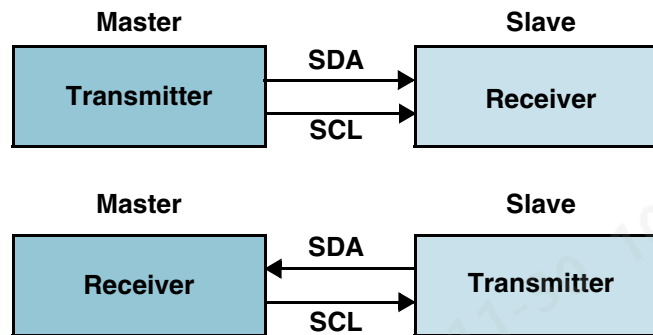 Master Slave
SDA
Transmitter Receiver
SCL
Master Slave
SDA
Receiver Transmitter
SCL